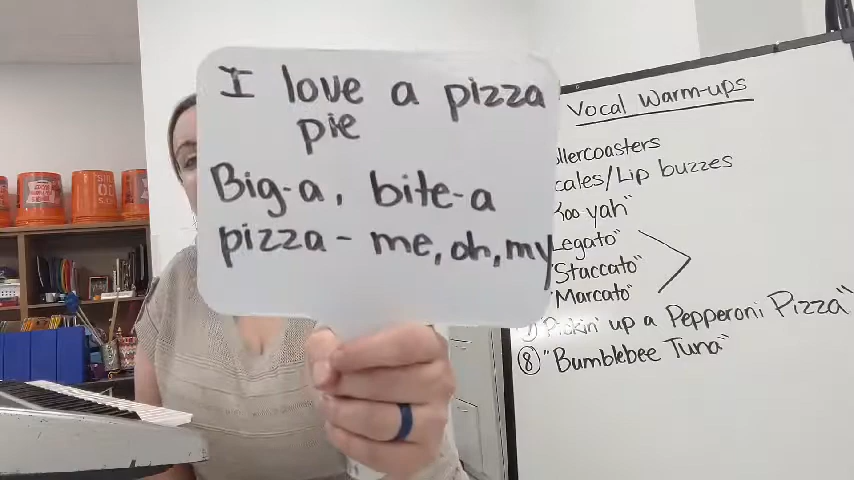 I love a pizza
pie
Big-a, bite-a
pizza - me, oh, my
Vocal Warm-ups
llercoasters
cales/Lip buzzes
oo yah"
Legato"
"Staccato"
"Marcato"
up a Pepperoni Pizza"
⑧ "Bumblebee Tuna"